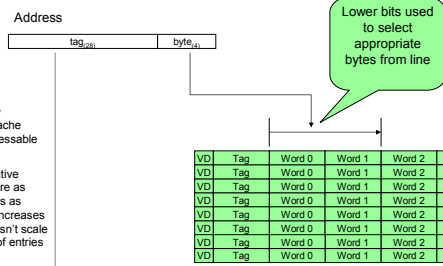 Address
Lower bits used
to select
appropriate
bytes from line
tag(28) byte(4)
ache
essable
tive
re as
s as
ncreases
sn't scale
of entries
VD Tag Word 0 Word 1 Word 2
VD Tag Word 0 Word 1 Word 2
VD Tag Word 0 Word 1 Word 2
VD Tag Word 0 Word 1 Word 2
VD Tag Word 0 Word 1 Word 2
VD Tag Word 0 Word 1 Word 2
VD Tag Word 0 Word 1 Word 2
VD Tag Word 0 Word 1 Word 2